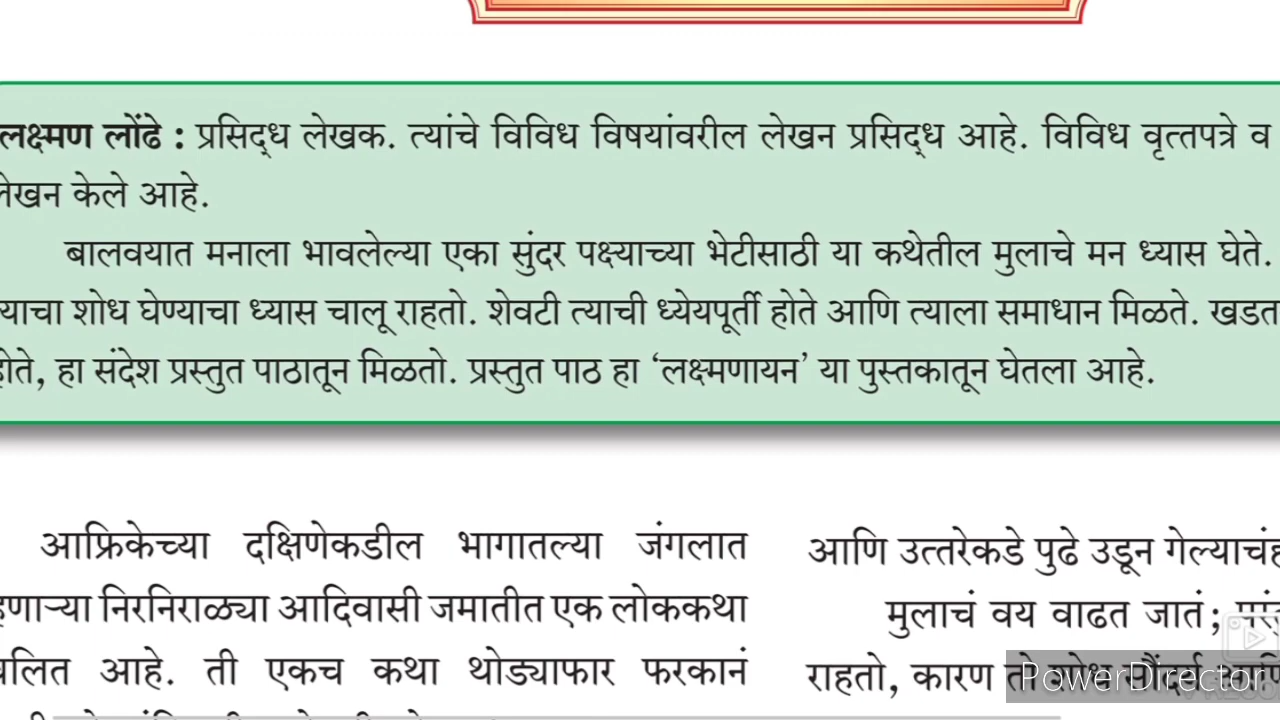 लक्ष्मण लोंढे : प्रसिद्ध लेखक. त्यांचे विविध विषयांवरील लेखन प्रसिद्ध आहे. विविध वृत्तपत्रे व
लेखन केले आहे.
बालवयात मनाला भावलेल्या एका सुंदर पक्ष्याच्या भेटीसाठी या कथेतील मुलाचे मन ध्यास घेते.
शोध घेण्याचा ध्यास चालू राहतो. शेवटी त्याची ध्येयपूर्ती होते आणि त्याला समाधान मिळते.
होते, हा संदेश प्रस्तुत पाठातून मिळतो. प्रस्तुत पाठ हा ‘लक्ष्मणायन’ या पुस्तकातून घेतला आहे.
आफ्रिकेच्या दक्षिणेकडील भागातल्या जंगलात
निरनिराळ्या आदिवासी जमातीत एक लोककथा
आहे. ती एकच कथा थोड्याफार फरकानं
आणि उत्तरेकडे पुढे उडून
मुलाचं वय वाढत जातं;
राहतो, कारण तो शोध सौंदर्य
PowerDirector